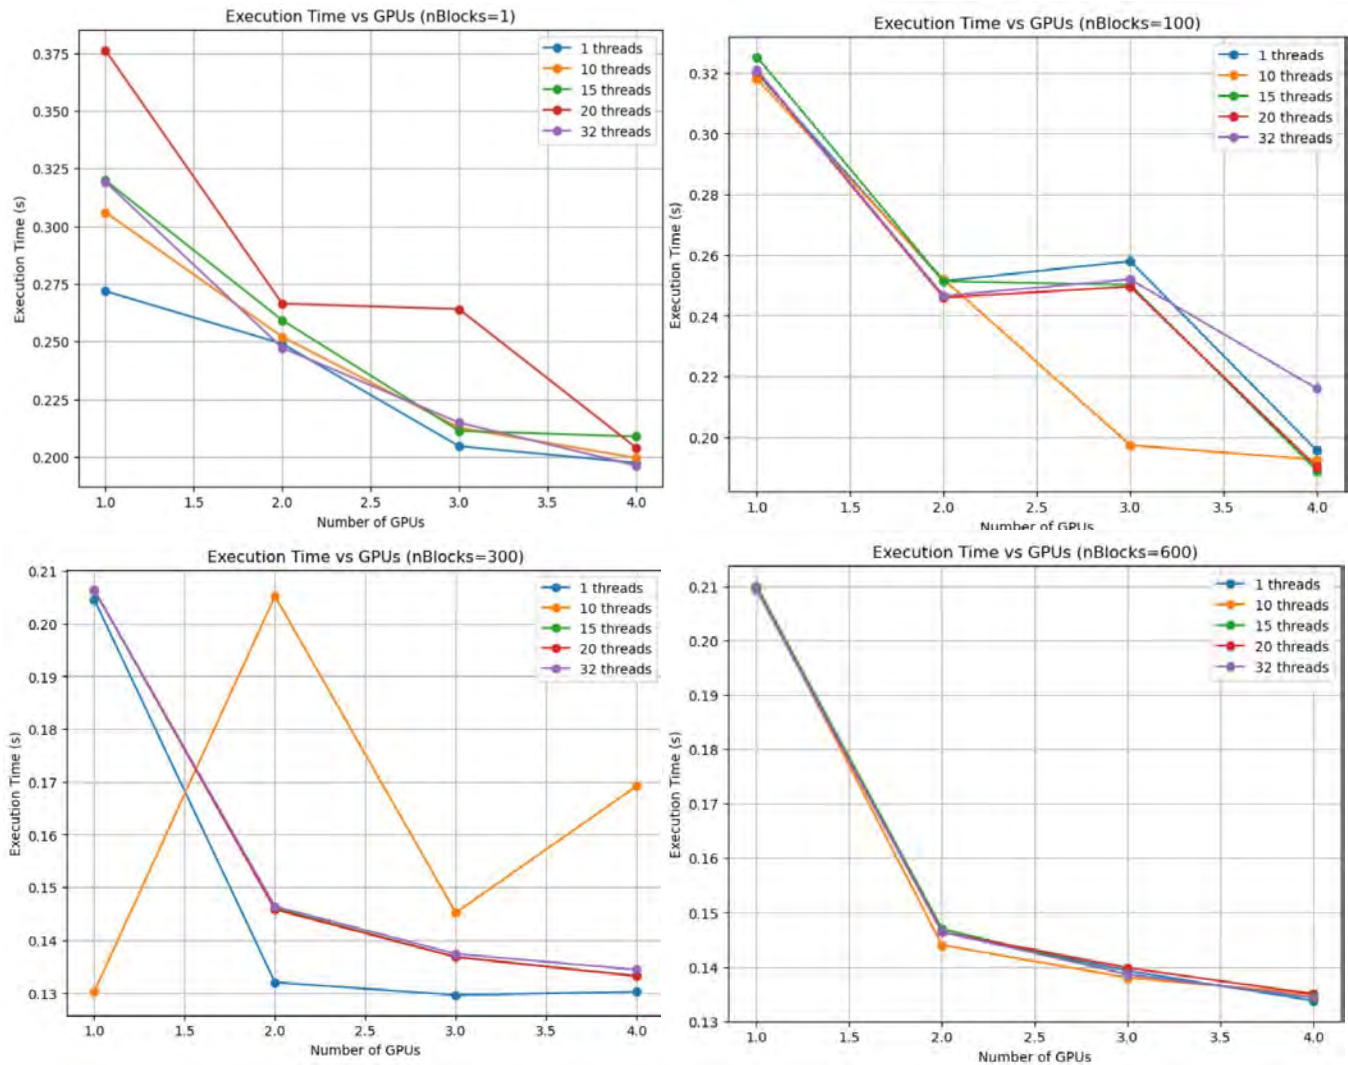 Execution Time vs GPUs (nBlocks=1)
Execution Time (s)
0.375
0.350
0.325
0.300
0.275
0.250
0.225
0.200
1 threads
10 threads
15 threads
20 threads
32 threads
1.0 1.5 2.0 2.5 3.0 3.5 4.0
Number of GPUs
Execution Time vs GPUs (nBlocks=100)
Execution Time (s)
0.32
0.30
0.28
0.26
0.24
0.22
0.20
1 threads
10 threads
15 threads
20 threads
32 threads
1.0 1.5 2.0 2.5 3.0 3.5 4.0
Number of GPUs
Execution Time vs GPUs (nBlocks=300)
Execution Time (s)
0.21
0.20
0.19
0.18
0.17
0.16
0.15
0.14
0.13
1 threads
10 threads
15 threads
20 threads
32 threads
1.0 1.5 2.0 2.5 3.0 3.5 4.0
Number of GPUs
Execution Time vs GPUs (nBlocks=600)
Execution Time (s)
0.21
0.20
0.19
0.18
0.17
0.16
0.15
0.14
0.13
1 threads
10 threads
15 threads
20 threads
32 threads
1.0 1.5 2.0 2.5 3.0 3.5 4.0
Number of GPUs